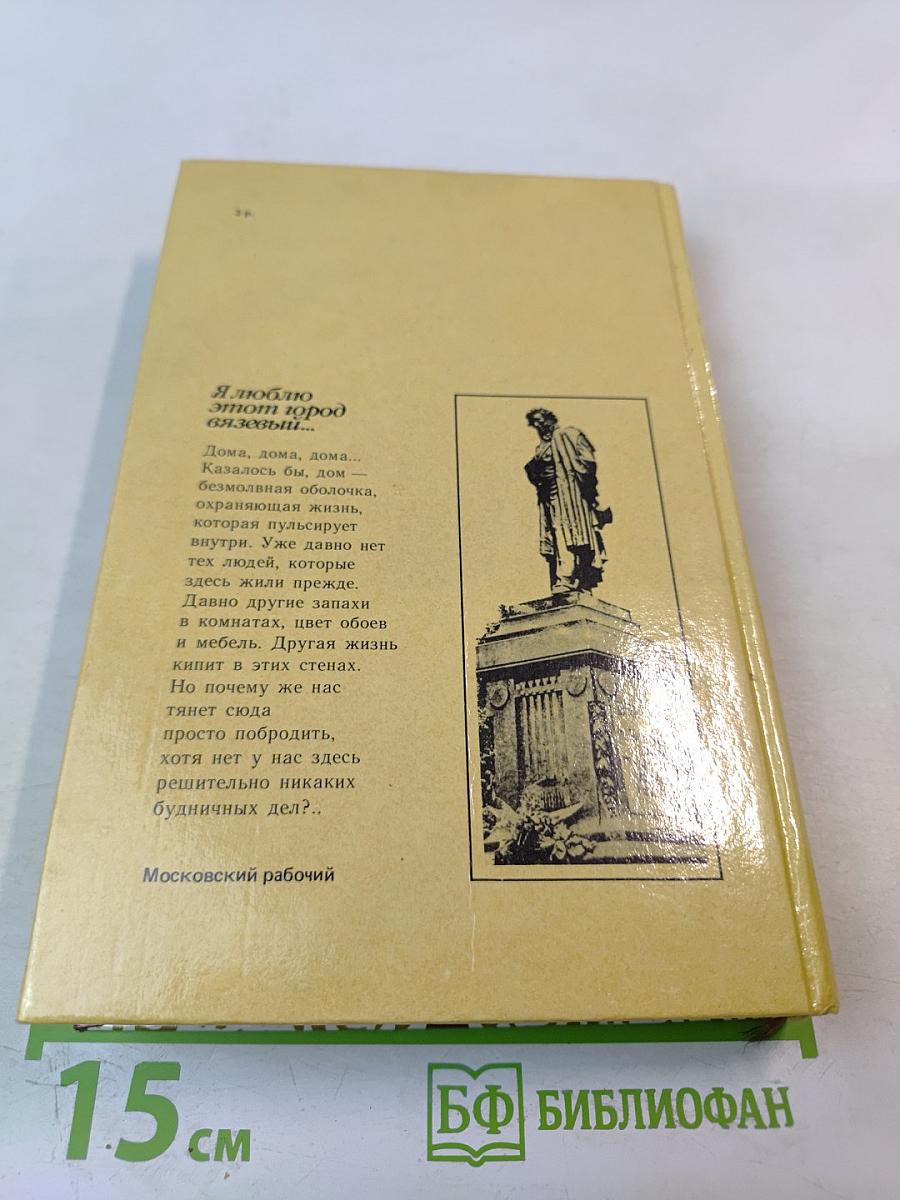 3 р.
Я люблю
этот город
вязевый...
Дома, дома, дома...
Казалось бы, дом —
безмолвная оболочка,
охраняющая жизнь,
которая пульсирует
внутри. Уже давно нет
тех людей, которые
здесь жили прежде.
Давно другие запахи
в комнатах, цвет обоев
и мебель. Другая жизнь
кипит в этих стенах.
Но почему же нас
тянет сюда
просто побродить,
хотя нет у нас здесь
решительно никаких
будничных дел?..
Московский рабочий
15 см
БФ БИБЛИОФАН